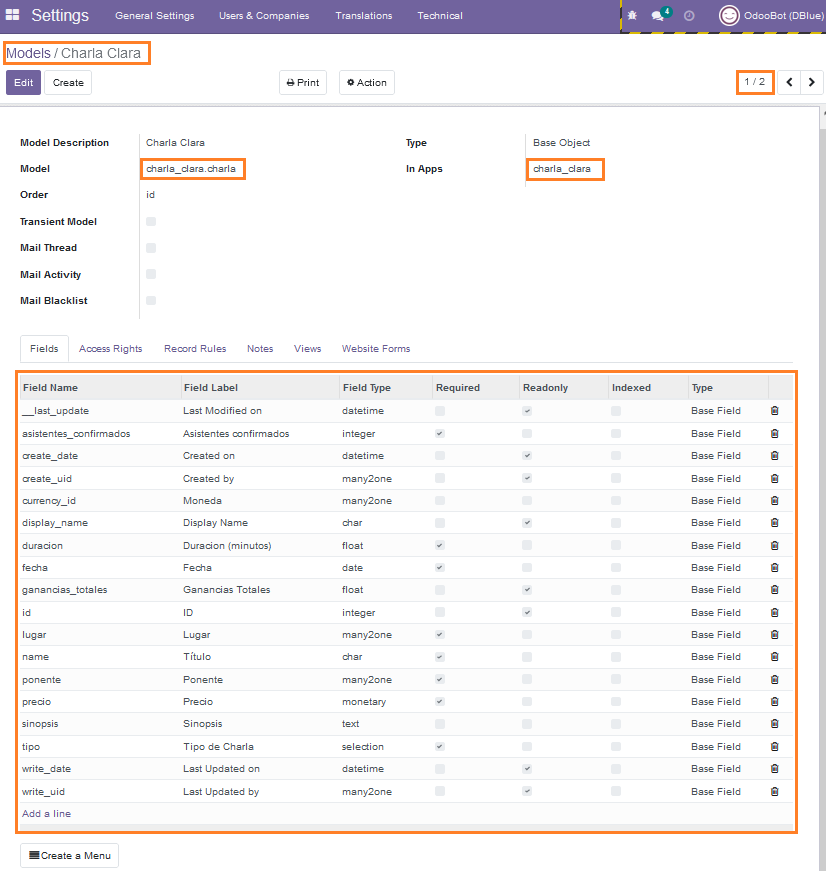 Settings General Settings Users & Companies Translations Technical 4 OdooBot (DBlue)
Models / Charla Clara
Edit Create Print Action 1 / 2
Model Description Charla Clara Type Base Object
Model charla_clara.charla In Apps charla_clara
Order id
Transient Model
Mail Thread
Mail Activity
Mail Blacklist
Fields Access Rights Record Rules Notes Views Website Forms
Field Name Field Label Field Type Required Readonly Indexed Type
__last_update Last Modified on datetime Base Field
asistentes_confirmados Asistentes confirmados integer Base Field
create_date Created on datetime Base Field
create_uid Created by many2one Base Field
currency_id Moneda many2one Base Field
display_name Display Name char Base Field
duracion Duracion (minutos) float Base Field
fecha Fecha date Base Field
ganancias_totales Ganancias Totales float Base Field
id ID integer Base Field
lugar Lugar many2one Base Field
name Título char Base Field
ponente Ponente many2one Base Field
precio Precio monetary Base Field
sinopsis Sinopsis text Base Field
tipo Tipo de Charla selection Base Field
write_date Last Updated on datetime Base Field
write_uid Last Updated by many2one Base Field
Add a line
Create a Menu